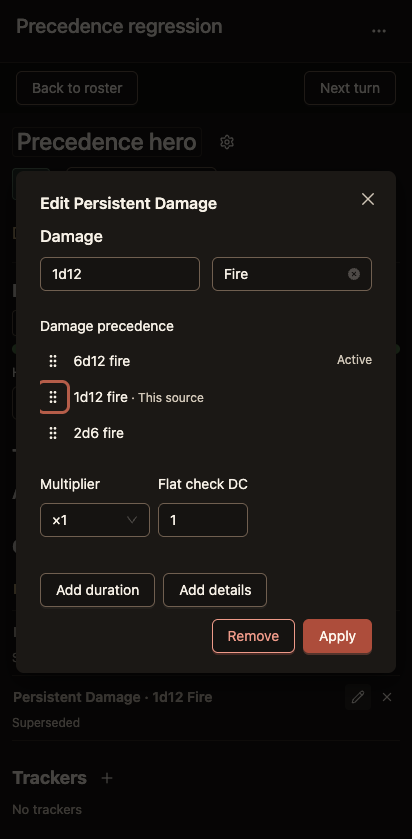 Precedence regression
Back to roster
Next turn
Precedence hero
Edit Persistent Damage
Damage
1d12
Fire
Damage precedence
6d12 fire
Active
1d12 fire · This source
2d6 fire
Multiplier
Flat check DC
×1
1
Add duration
Add details
Remove
Apply
Persistent Damage · 1d12 Fire
Superseded
Trackers
No trackers